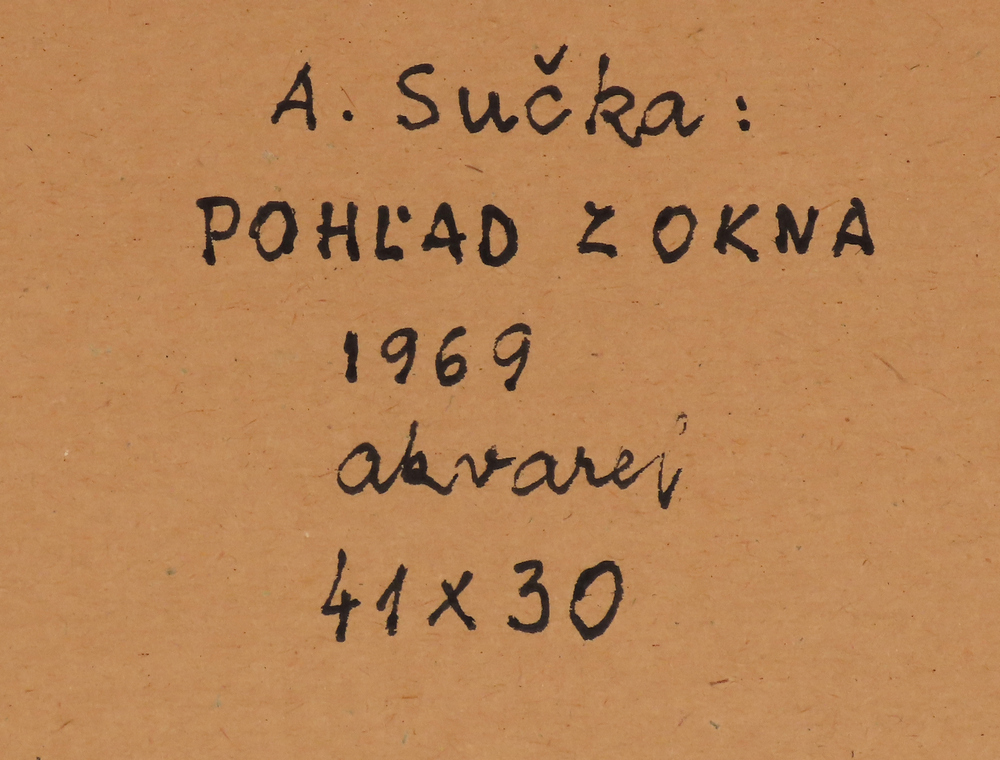 A. Sučka:
POHĽAD Z OKNA
1969
akvarel
41x30